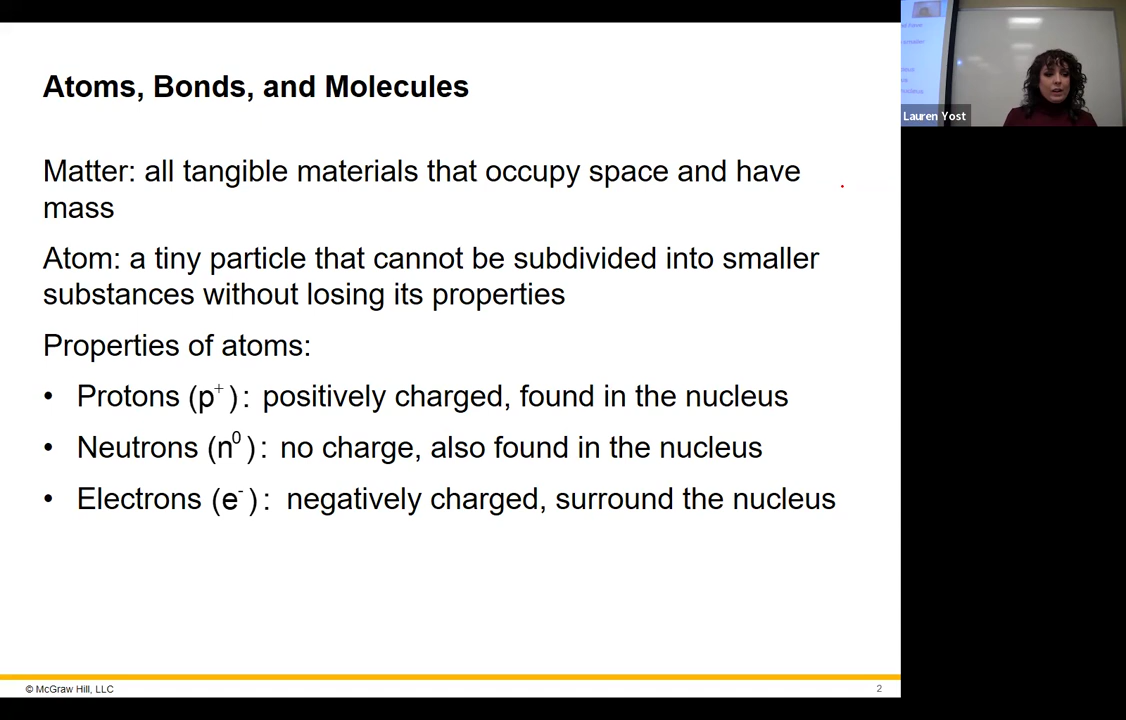 Atoms, Bonds, and Molecules
Matter: all tangible materials that occupy space and have
mass
Atom: a tiny particle that cannot be subdivided into smaller
substances without losing its properties
Properties of atoms:
• Protons (p⁺): positively charged, found in the nucleus
• Neutrons (n⁰): no charge, also found in the nucleus
• Electrons (e⁻): negatively charged, surround the nucleus
© McGraw Hill, LLC
2
Lauren Yost